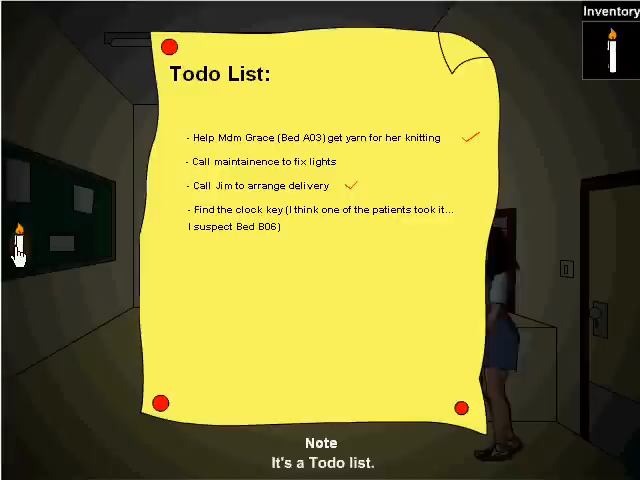 Inventory
Todo List:
- Help Mdm Grace (Bed A03) get yarn for her knitting
- Call maintainence to fix lights
- Call Jim to arrange delivery
- Find the clock key (I think one of the patients took it...
I suspect Bed B06)
Note
It's a Todo list.